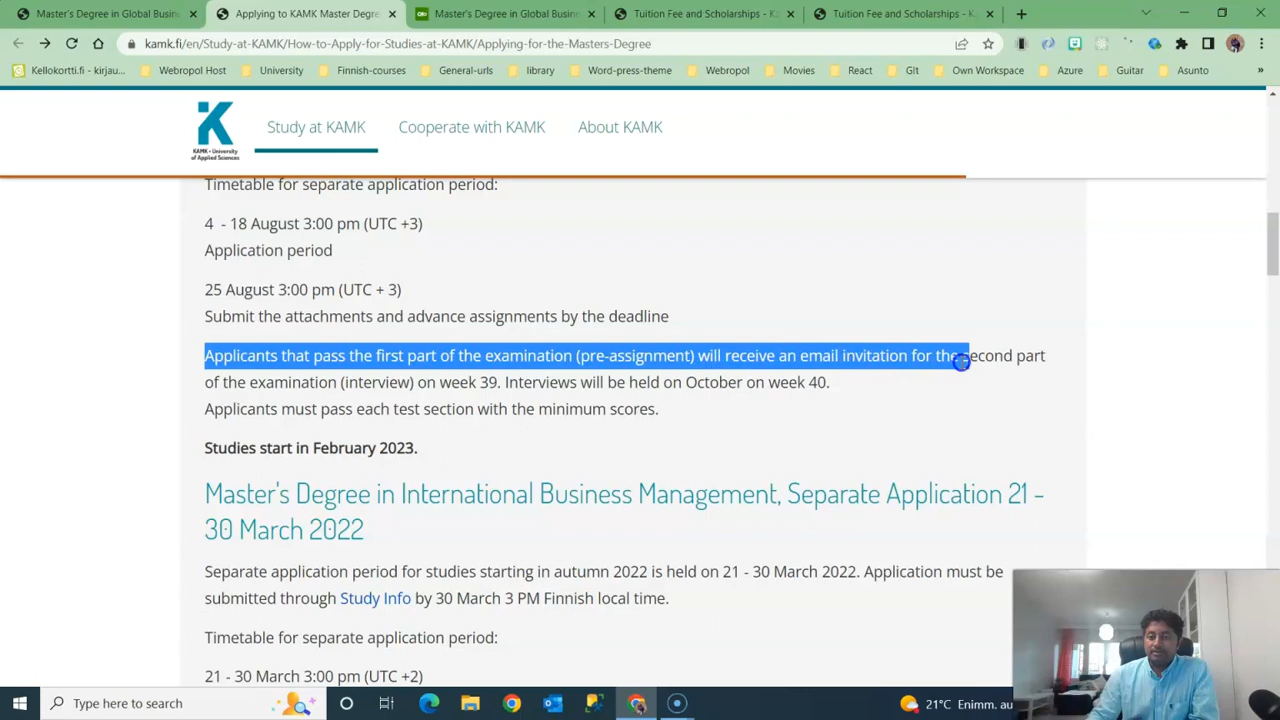 Master's Degree in Global Busin
Applying to KAMK Master Degre
Master's Degree in Global Busin
Tuition Fee and Scholarships - Ka
Tuition Fee and Scholarships - K
kamk.fi/en/Study-at-KAMK/How-to-Apply-for-Studies-at-KAMK/Applying-for-the-Masters-Degree
Kellokortti.fi - kirjau...
Webropol Host
University
Finnish-courses
General-urls
library
Word-press-theme
Webropol
Movies
React
GIt
Own Workspace
Azure
Guitar
Asunto
»
KAMK • University
of Applied Sciences
Study at KAMK
Cooperate with KAMK
About KAMK
Timetable for separate application period:
4 - 18 August 3:00 pm (UTC +3)
Application period
25 August 3:00 pm (UTC + 3)
Submit the attachments and advance assignments by the deadline
Applicants that pass the first part of the examination (pre-assignment) will receive an email invitation for the second part
of the examination (interview) on week 39. Interviews will be held on October on week 40.
Applicants must pass each test section with the minimum scores.
Studies start in February 2023.
Master's Degree in International Business Management, Separate Application 21 -
30 March 2022
Separate application period for studies starting in autumn 2022 is held on 21 - 30 March 2022. Application must be
submitted through Study Info by 30 March 3 PM Finnish local time.
Timetable for separate application period:
21 - 30 March 3:00 pm (UTC +2)
Type here to search
21°C Enimm. au